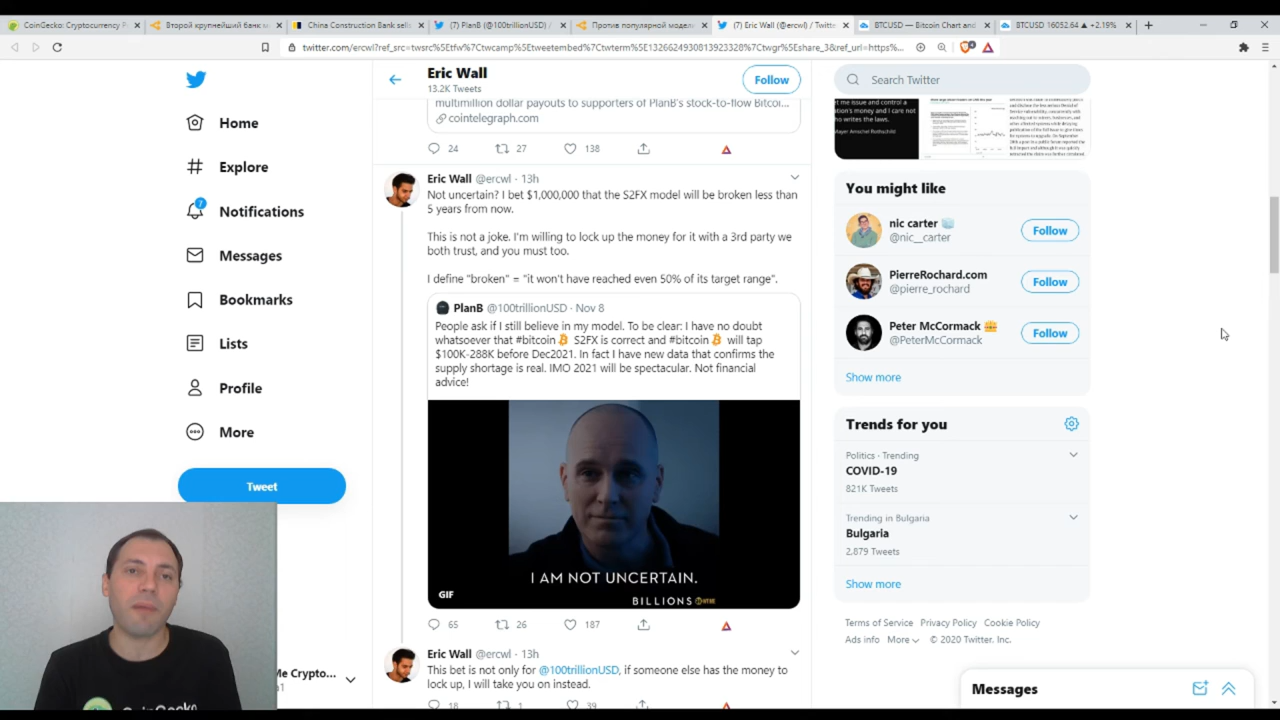 CoinGecko: Cryptocurrency P
Второй крупнейший банк м
China Construction Bank sells
(7) PlanB (@100trillionUSD) /
Против популярной модели
(7) Eric Wall (@ercwl) / Twitte
BTCUSD — Bitcoin Chart and
BTCUSD 16052.64 ▲ +2.19%
twitter.com/ercwl?ref_src=twsrc%5Etfw%7Ctwcamp%5Etweetembed%7Ctwterm%5E1326624930813923328%7Ctwgr%5Eshare_3&ref_url=https%...
Eric Wall
13.2K Tweets
Follow
Search Twitter
Home
Explore
7
Notifications
Messages
Bookmarks
Lists
Profile
More
Tweet
multimillion dollar payouts to supporters of PlanB's stock-to-flow Bitcoi...
cointelegraph.com
24 27 138
Eric Wall @ercwl · 13h
Not uncertain? I bet $1,000,000 that the S2FX model will be broken less than
5 years from now.
This is not a joke. I'm willing to lock up the money for it with a 3rd party we
both trust, and you must too.
I define "broken" = "it won't have reached even 50% of its target range".
PlanB @100trillionUSD · Nov 8
People ask if I still believe in my model. To be clear: I have no doubt
whatsoever that #bitcoin S2FX is correct and #bitcoin will tap
$100K-288K before Dec2021. In fact I have new data that confirms the
supply shortage is real. IMO 2021 will be spectacular. Not financial
advice!
I AM NOT UNCERTAIN.
GIF
BILLIONS
65 26 187
Eric Wall @ercwl · 13h
This bet is not only for @100trillionUSD, if someone else has the money to
lock up, I will take you on instead.
18 1 39
You might like
nic carter
@nic__carter
Follow
PierreRochard.com
@pierre_rochard
Follow
Peter McCormack
@PeterMcCormack
Follow
Show more
Trends for you
Politics · Trending
COVID-19
821K Tweets
Trending in Bulgaria
Bulgaria
2,879 Tweets
Show more
Terms of Service Privacy Policy Cookie Policy
Ads info More © 2020 Twitter, Inc.
Messages
Me Crypto...
CoinGecko